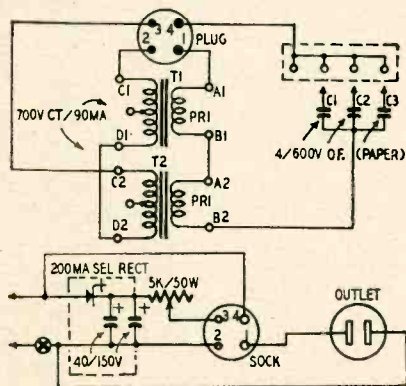 3 4
2 1
PLUG
C1
T1
A1
700V CT/90MA
PRI
D1
B1
C2
T2
A2
PRI
D2
B2
C1 C2 C3
4/600V O.F. (PAPER)
200MA SEL RECT
5K/50W
+ + +
3 4
2
SOCK
OUTLET
40/150V